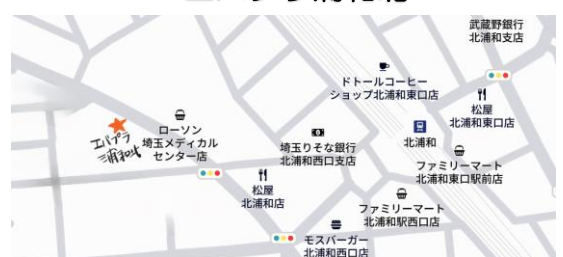 武蔵野銀行
北浦和支店
ドトールコーヒー
ショップ北浦和東口店
松屋
北浦和東口店
ローソン
埼玉メディカル
センター店
エバプラ
埼玉りそな銀行
北浦和西口支店
北浦和
ファミリーマート
北浦和東口駅前店
松屋
北浦和店
ファミリーマート
北浦和駅西口店
モスバーガー
北浦和西口店